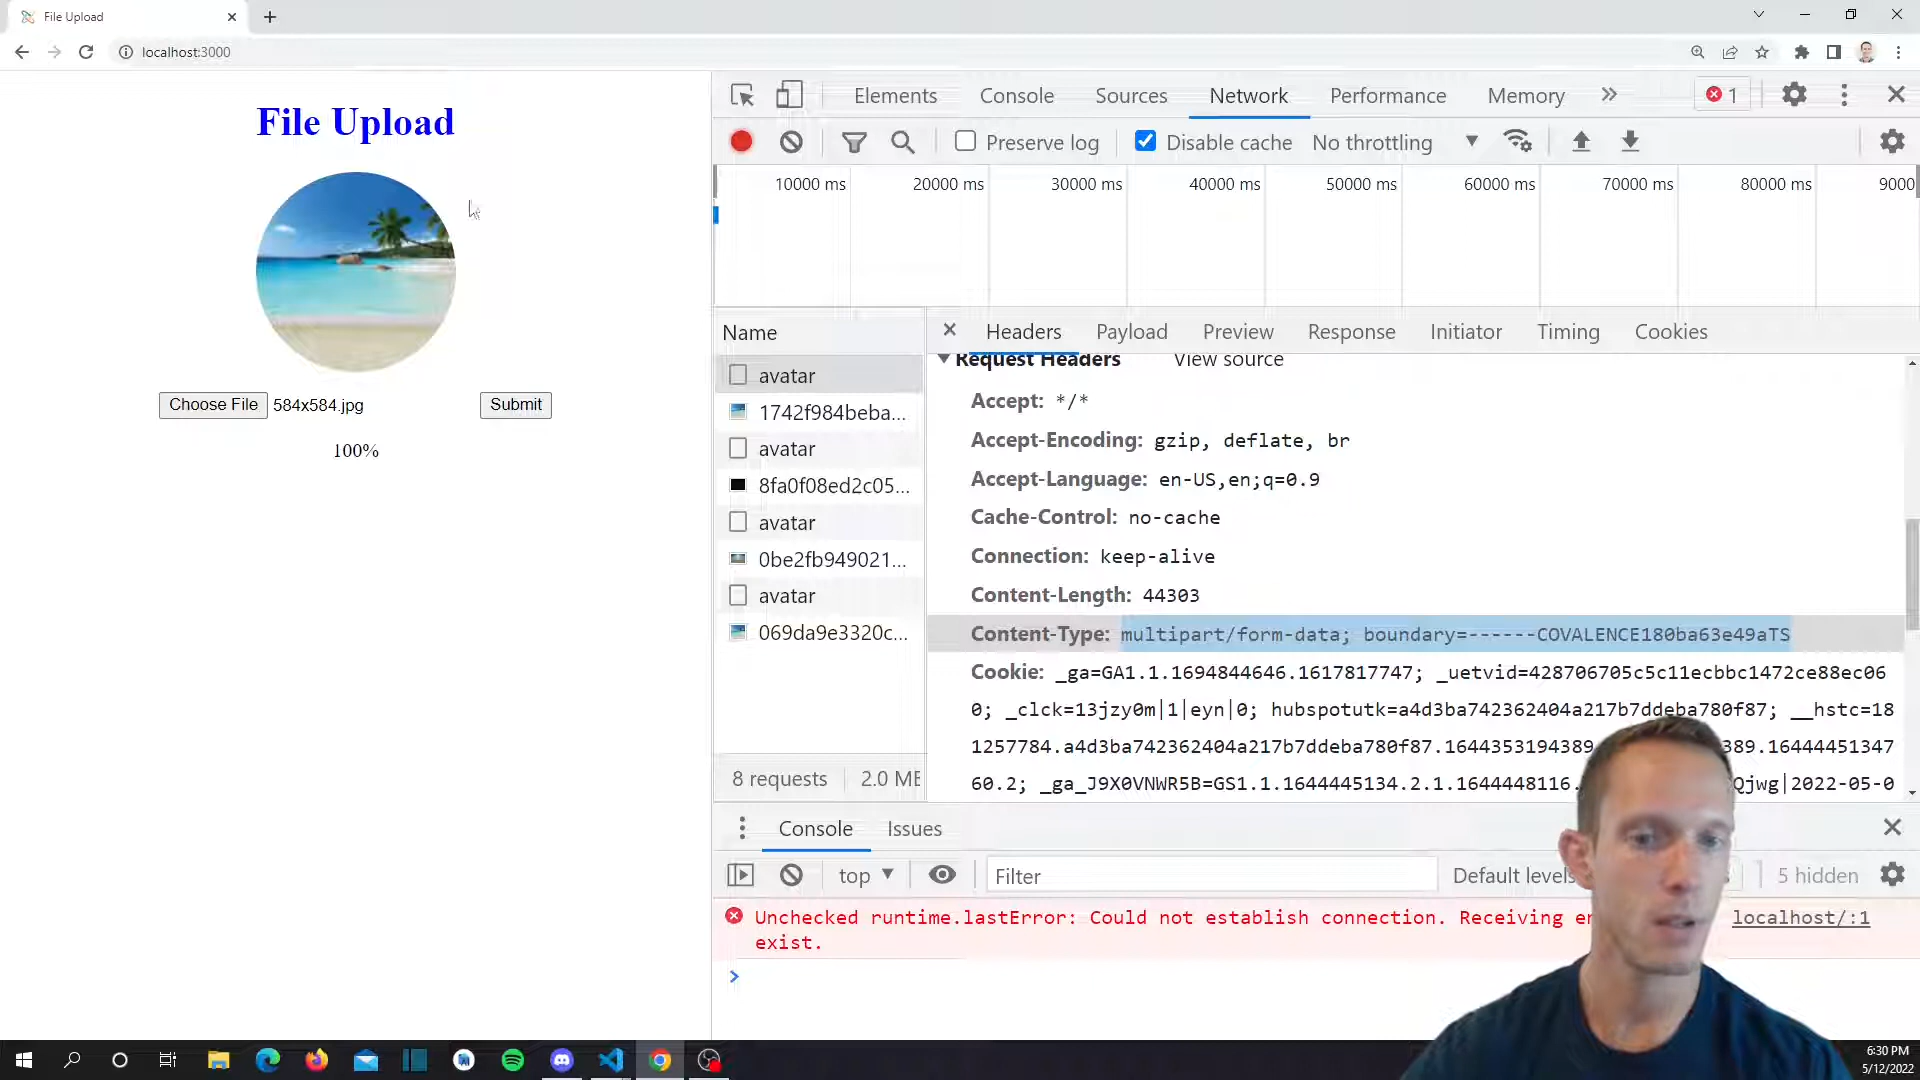 File Upload
localhost:3000
File Upload
Choose File 584x584.jpg Submit
100%
Elements Console Sources Network Performance Memory 1
Preserve log Disable cache No throttling
10000 ms 20000 ms 30000 ms 40000 ms 50000 ms 60000 ms 70000 ms 80000 ms 9000
Name
avatar
1742f984beba...
avatar
8fa0f08ed2c05...
avatar
0be2fb949021...
avatar
069da9e3320c...
8 requests 2.0 ME
Headers Payload Preview Response Initiator Timing Cookies
Request Headers View source
Accept: */*
Accept-Encoding: gzip, deflate, br
Accept-Language: en-US,en;q=0.9
Cache-Control: no-cache
Connection: keep-alive
Content-Length: 44303
Content-Type: multipart/form-data; boundary=------COVALENCE180ba63e49aTS
Cookie: _ga=GA1.1.1694844646.1617817747; _uetvid=428706705c5c11ecbbc1472ce88ec06
0; _clck=13jzy0m|1|eyn|0; hubspotutk=a4d3ba742362404a217b7ddeba780f87; __hstc=18
1257784.a4d3ba742362404a217b7ddeba780f87.1644353194389 389.16444451347
60.2; _ga_J9X0VNWR5B=GS1.1.1644445134.2.1.1644448116. Qjwg|2022-05-0
Console Issues
top Filter Default levels 5 hidden
Unchecked runtime.lastError: Could not establish connection. Receiving localhost/:1
exist.
6:30 PM
5/12/2022